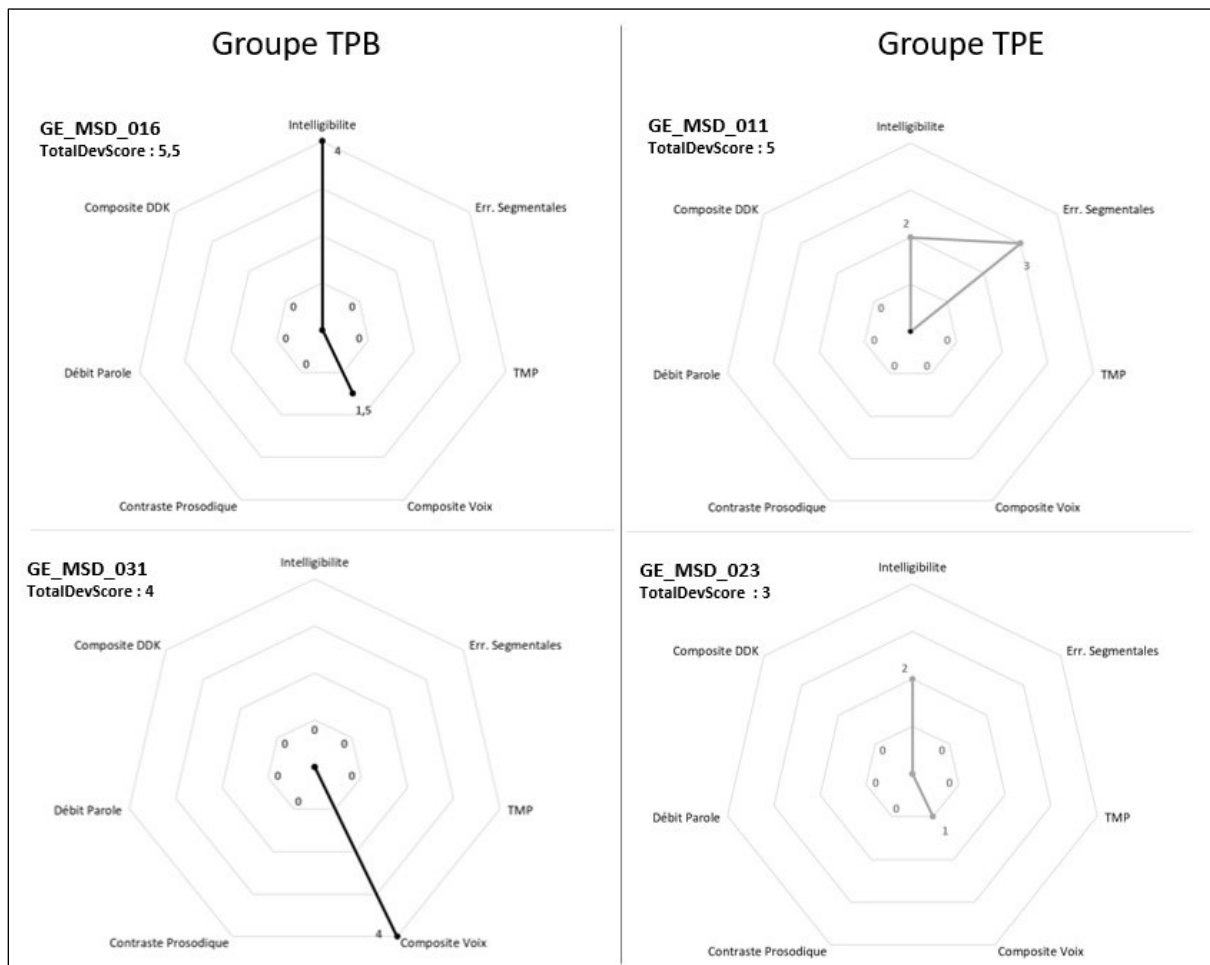 Groupe TPB
Groupe TPE
GE_MSD_016
TotalDevScore : 5,5
Intelligibilite
4
Composite DDK
Err. Segmentales
0
0
0
0
0
1,5
Débit Parole
TMP
Contraste Prosodique
Composite Voix
GE_MSD_011
TotalDevScore : 5
Intelligibilite
Composite DDK
Err. Segmentales
2
3
0
0
0
0
0
Débit Parole
TMP
Contraste Prosodique
Composite Voix
GE_MSD_031
TotalDevScore : 4
Intelligibilite
Composite DDK
Err. Segmentales
0
0
0
0
0
0
Débit Parole
TMP
4
Contraste Prosodique
Composite Voix
GE_MSD_023
TotalDevScore : 3
Intelligibilite
Composite DDK
Err. Segmentales
2
0
0
0
0
0
1
Débit Parole
TMP
Contraste Prosodique
Composite Voix